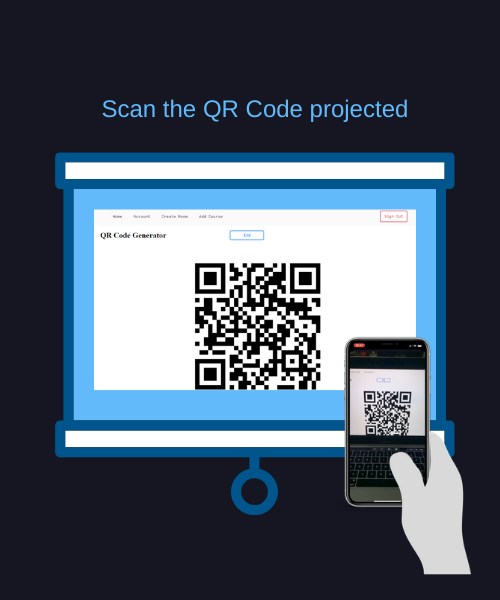 Scan the QR Code projected
Home Account Create Room Add Course Sign Out
QR Code Generator
End